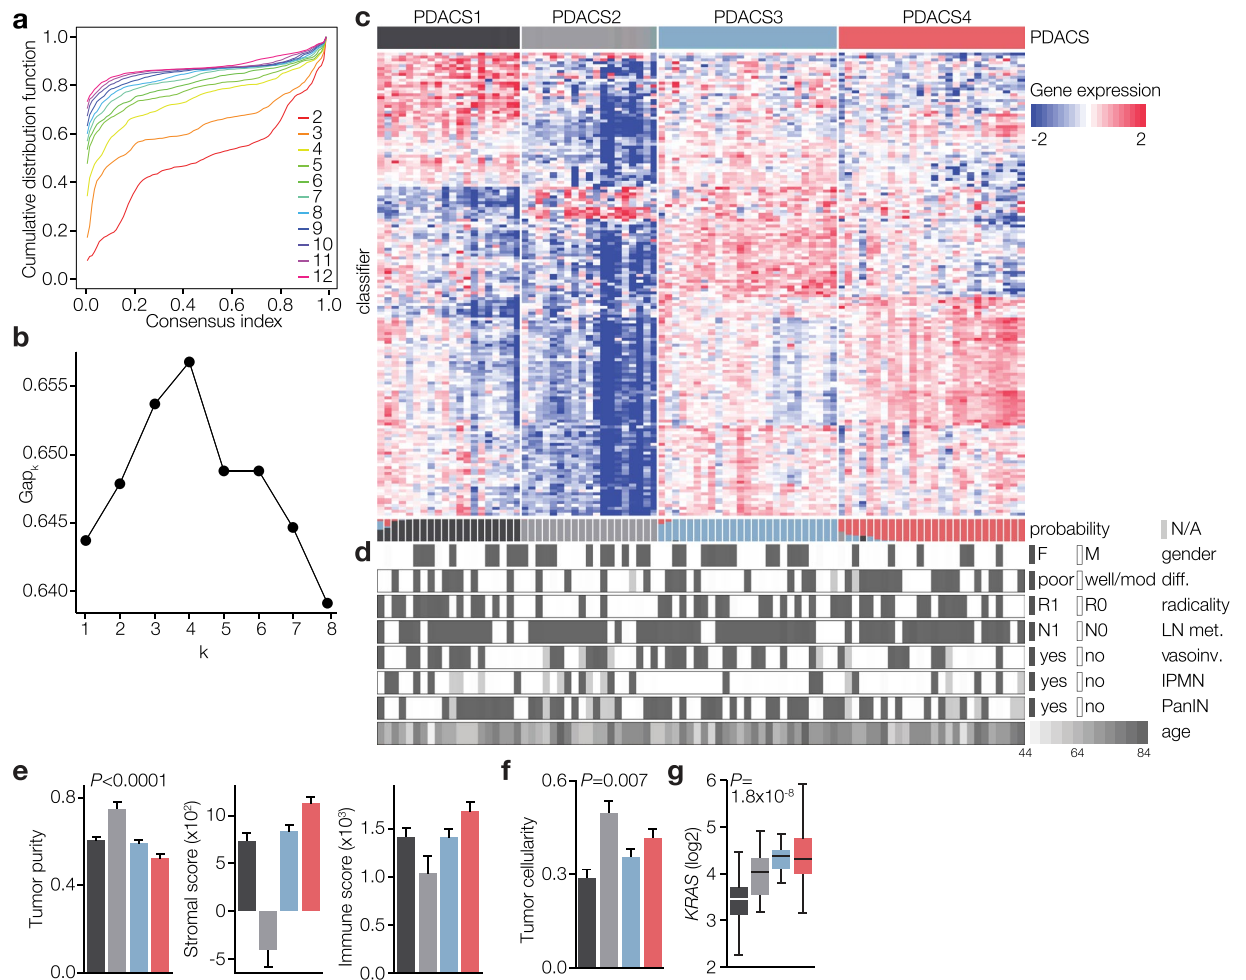 a
1.0
0.8
0.6
0.4
0.2
0.0
Cumulative distribution function
0.0 0.2 0.4 0.6 0.8 1.0
Consensus index
2
3
4
5
6
7
8
9
10
11
12
b
0.655
0.650
0.645
0.640
Gapk
1 2 3 4 5 6 7 8
k
c
PDACS1 PDACS2 PDACS3 PDACS4
PDACS
Gene expression
-2 2
classifier
probability N/A
d
F M gender
poor well/mod diff.
R1 R0 radicality
N1 N0 LN met.
yes no vasoinv.
yes no IPMN
yes no PanIN
age
44 64 84
e
P<0.0001
0.8
0.4
0.0
Tumor purity
10
5
0
-5
Stromal score (x10²)
1.5
1.0
0.5
0.0
Immune score (x10³)
f
P=0.007
0.6
0.3
0.0
Tumor cellularity
g
P=
1.8x10⁻⁸
6
5
4
3
2
KRAS (log2)